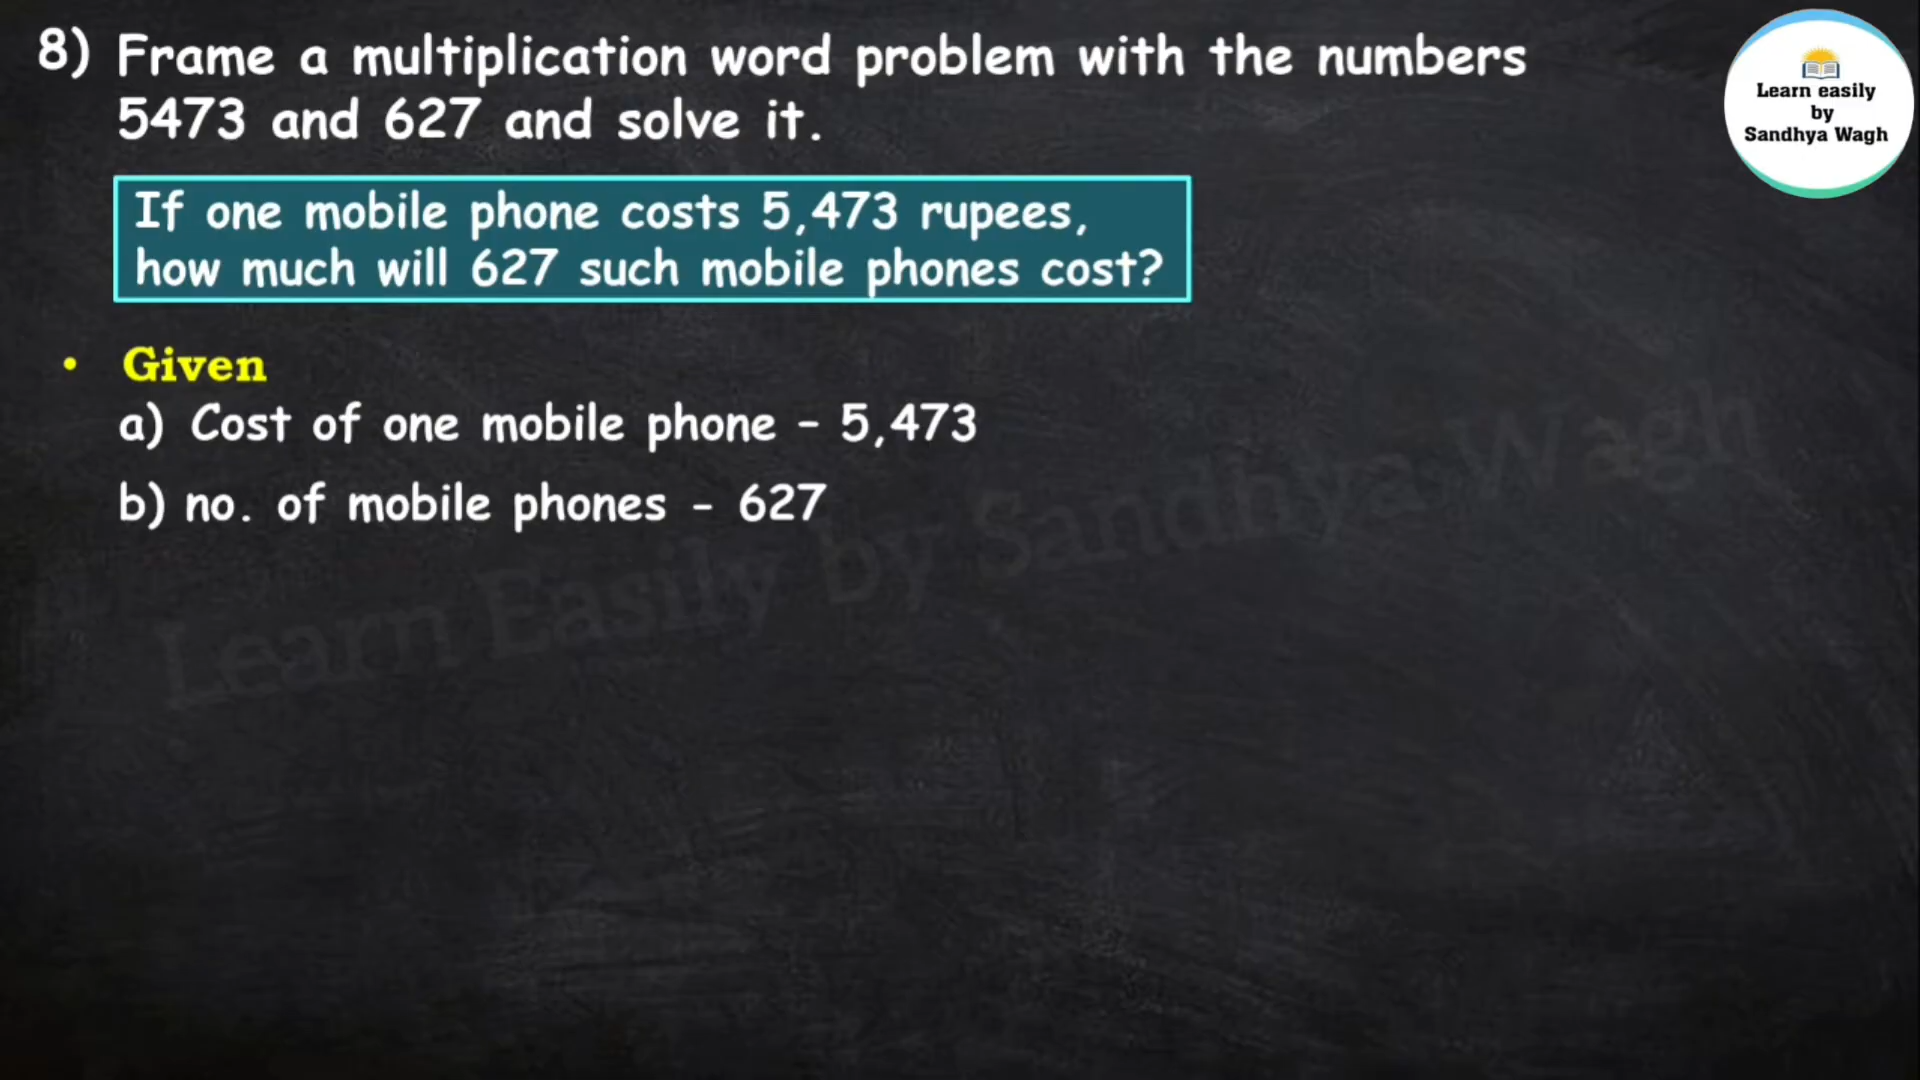 8) Frame a multiplication word problem with the numbers
5473 and 627 and solve it.
Learn easily
by
Sandhya Wagh
If one mobile phone costs 5,473 rupees,
how much will 627 such mobile phones cost?
• Given
a) Cost of one mobile phone - 5,473
b) no. of mobile phones - 627
Learn Easily by Sandhya Wagh